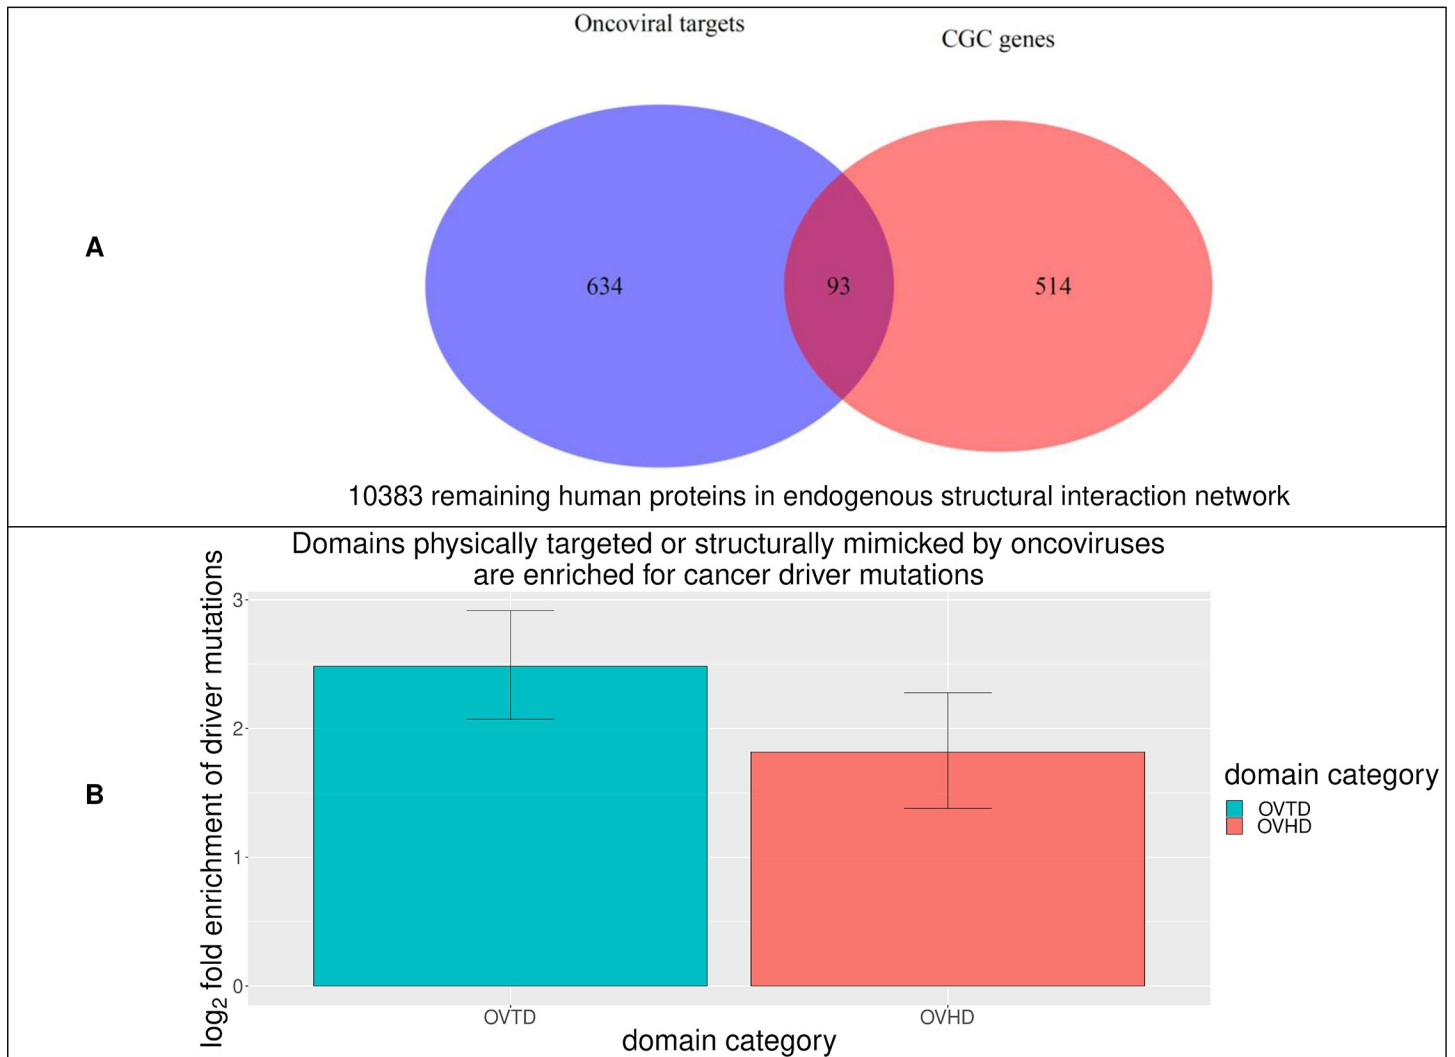 Oncoviral targets
CGC genes
A
634
93
514
10383 remaining human proteins in endogenous structural interaction network
Domains physically targeted or structurally mimicked by oncoviruses
are enriched for cancer driver mutations
B
log2 fold enrichment of driver mutations
3
2
1
0
OVTD
OVHD
domain category
domain category
OVTD
OVHD